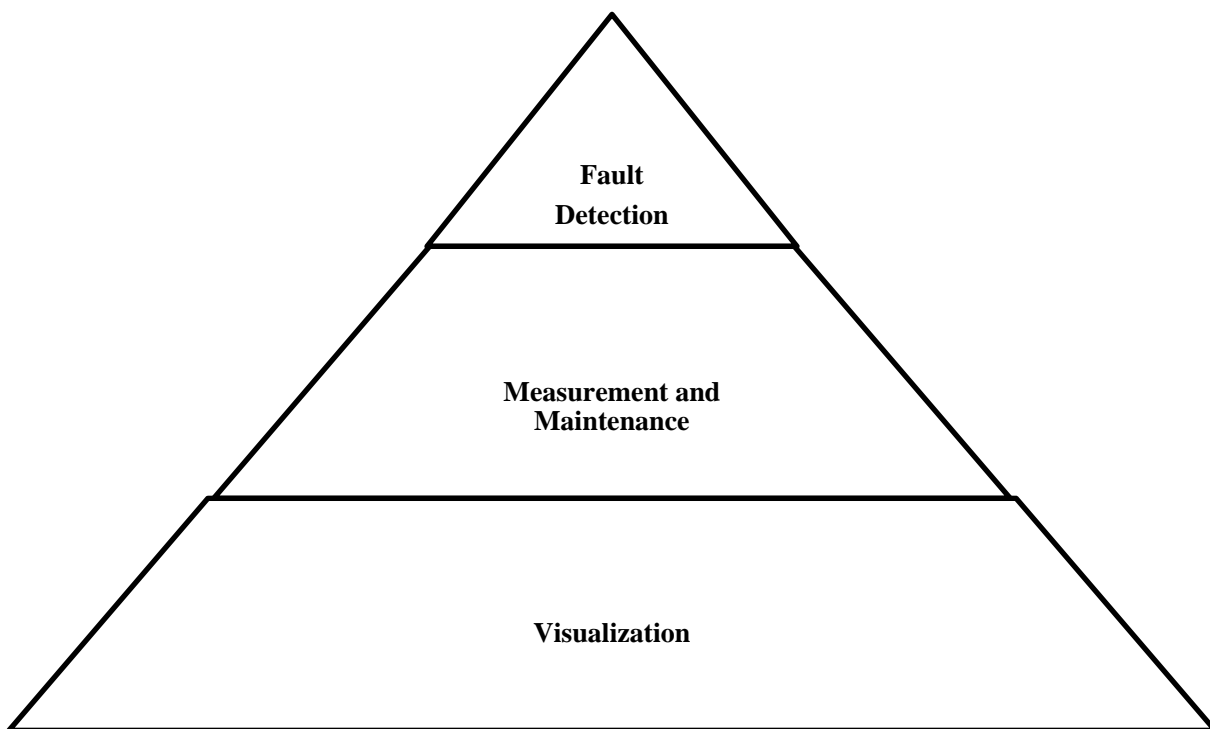 Fault
Detection
Measurement and
Maintenance
Visualization